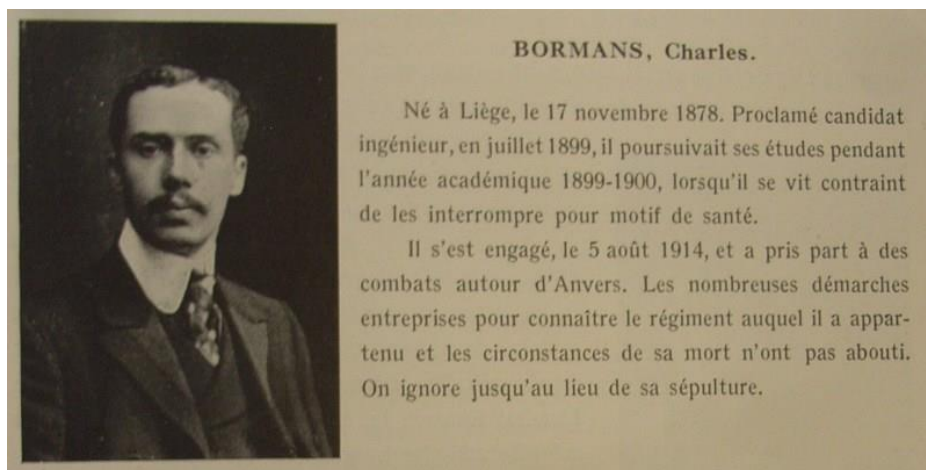 BORMANS, Charles.
Né à Liège, le 17 novembre 1878. Proclamé candidat
ingénieur, en juillet 1899, il poursuivait ses études pendant
l'année académique 1899-1900, lorsqu'il se vit contraint
de les interrompre pour motif de santé.
Il s'est engagé, le 5 août 1914, et a pris part à des
combats autour d'Anvers. Les nombreuses démarches
entreprises pour connaître le régiment auquel il a appar-
tenu et les circonstances de sa mort n'ont pas abouti.
On ignore jusqu'au lieu de sa sépulture.